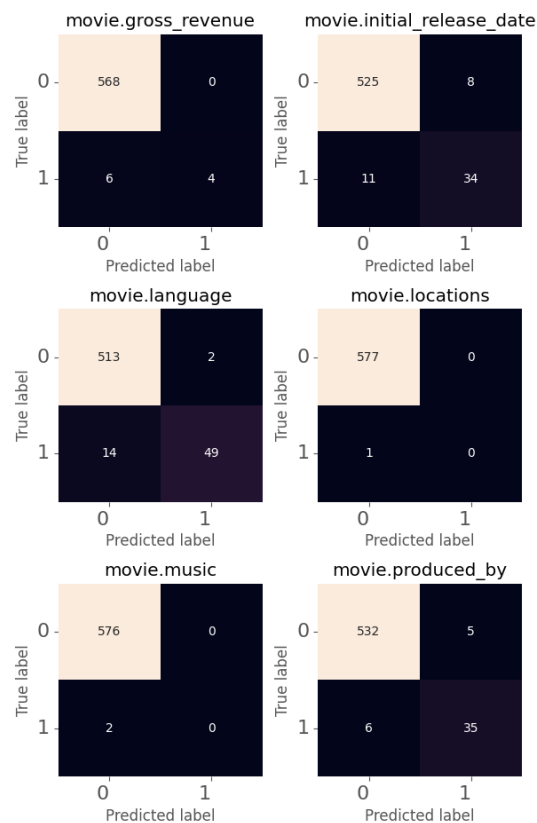 movie.gross_revenue
0
568
0
True label
1
6
4
0
1
Predicted label
movie.initial_release_date
0
525
8
True label
1
11
34
0
1
Predicted label
movie.language
0
513
2
True label
1
14
49
0
1
Predicted label
movie.locations
0
577
0
True label
1
1
0
0
1
Predicted label
movie.music
0
576
0
True label
1
2
0
0
1
Predicted label
movie.produced_by
0
532
5
True label
1
6
35
0
1
Predicted label